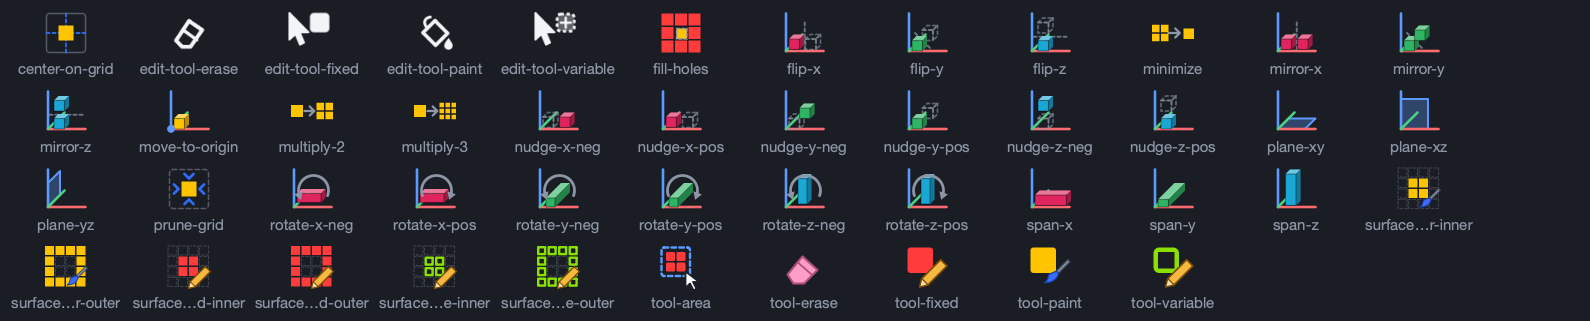 center-on-grid edit-tool-erase edit-tool-fixed edit-tool-paint edit-tool-variable fill-holes flip-x flip-y flip-z minimize mirror-x mirror-y
mirror-z move-to-origin multiply-2 multiply-3 nudge-x-neg nudge-x-pos nudge-y-neg nudge-y-pos nudge-z-neg nudge-z-pos plane-xy plane-xz
plane-yz prune-grid rotate-x-neg rotate-x-pos rotate-y-neg rotate-y-pos rotate-z-neg rotate-z-pos span-x span-y span-z surface...r-inner
surface...r-outer surface...d-inner surface...d-outer surface...e-inner surface...e-outer tool-area tool-erase tool-fixed tool-paint tool-variable